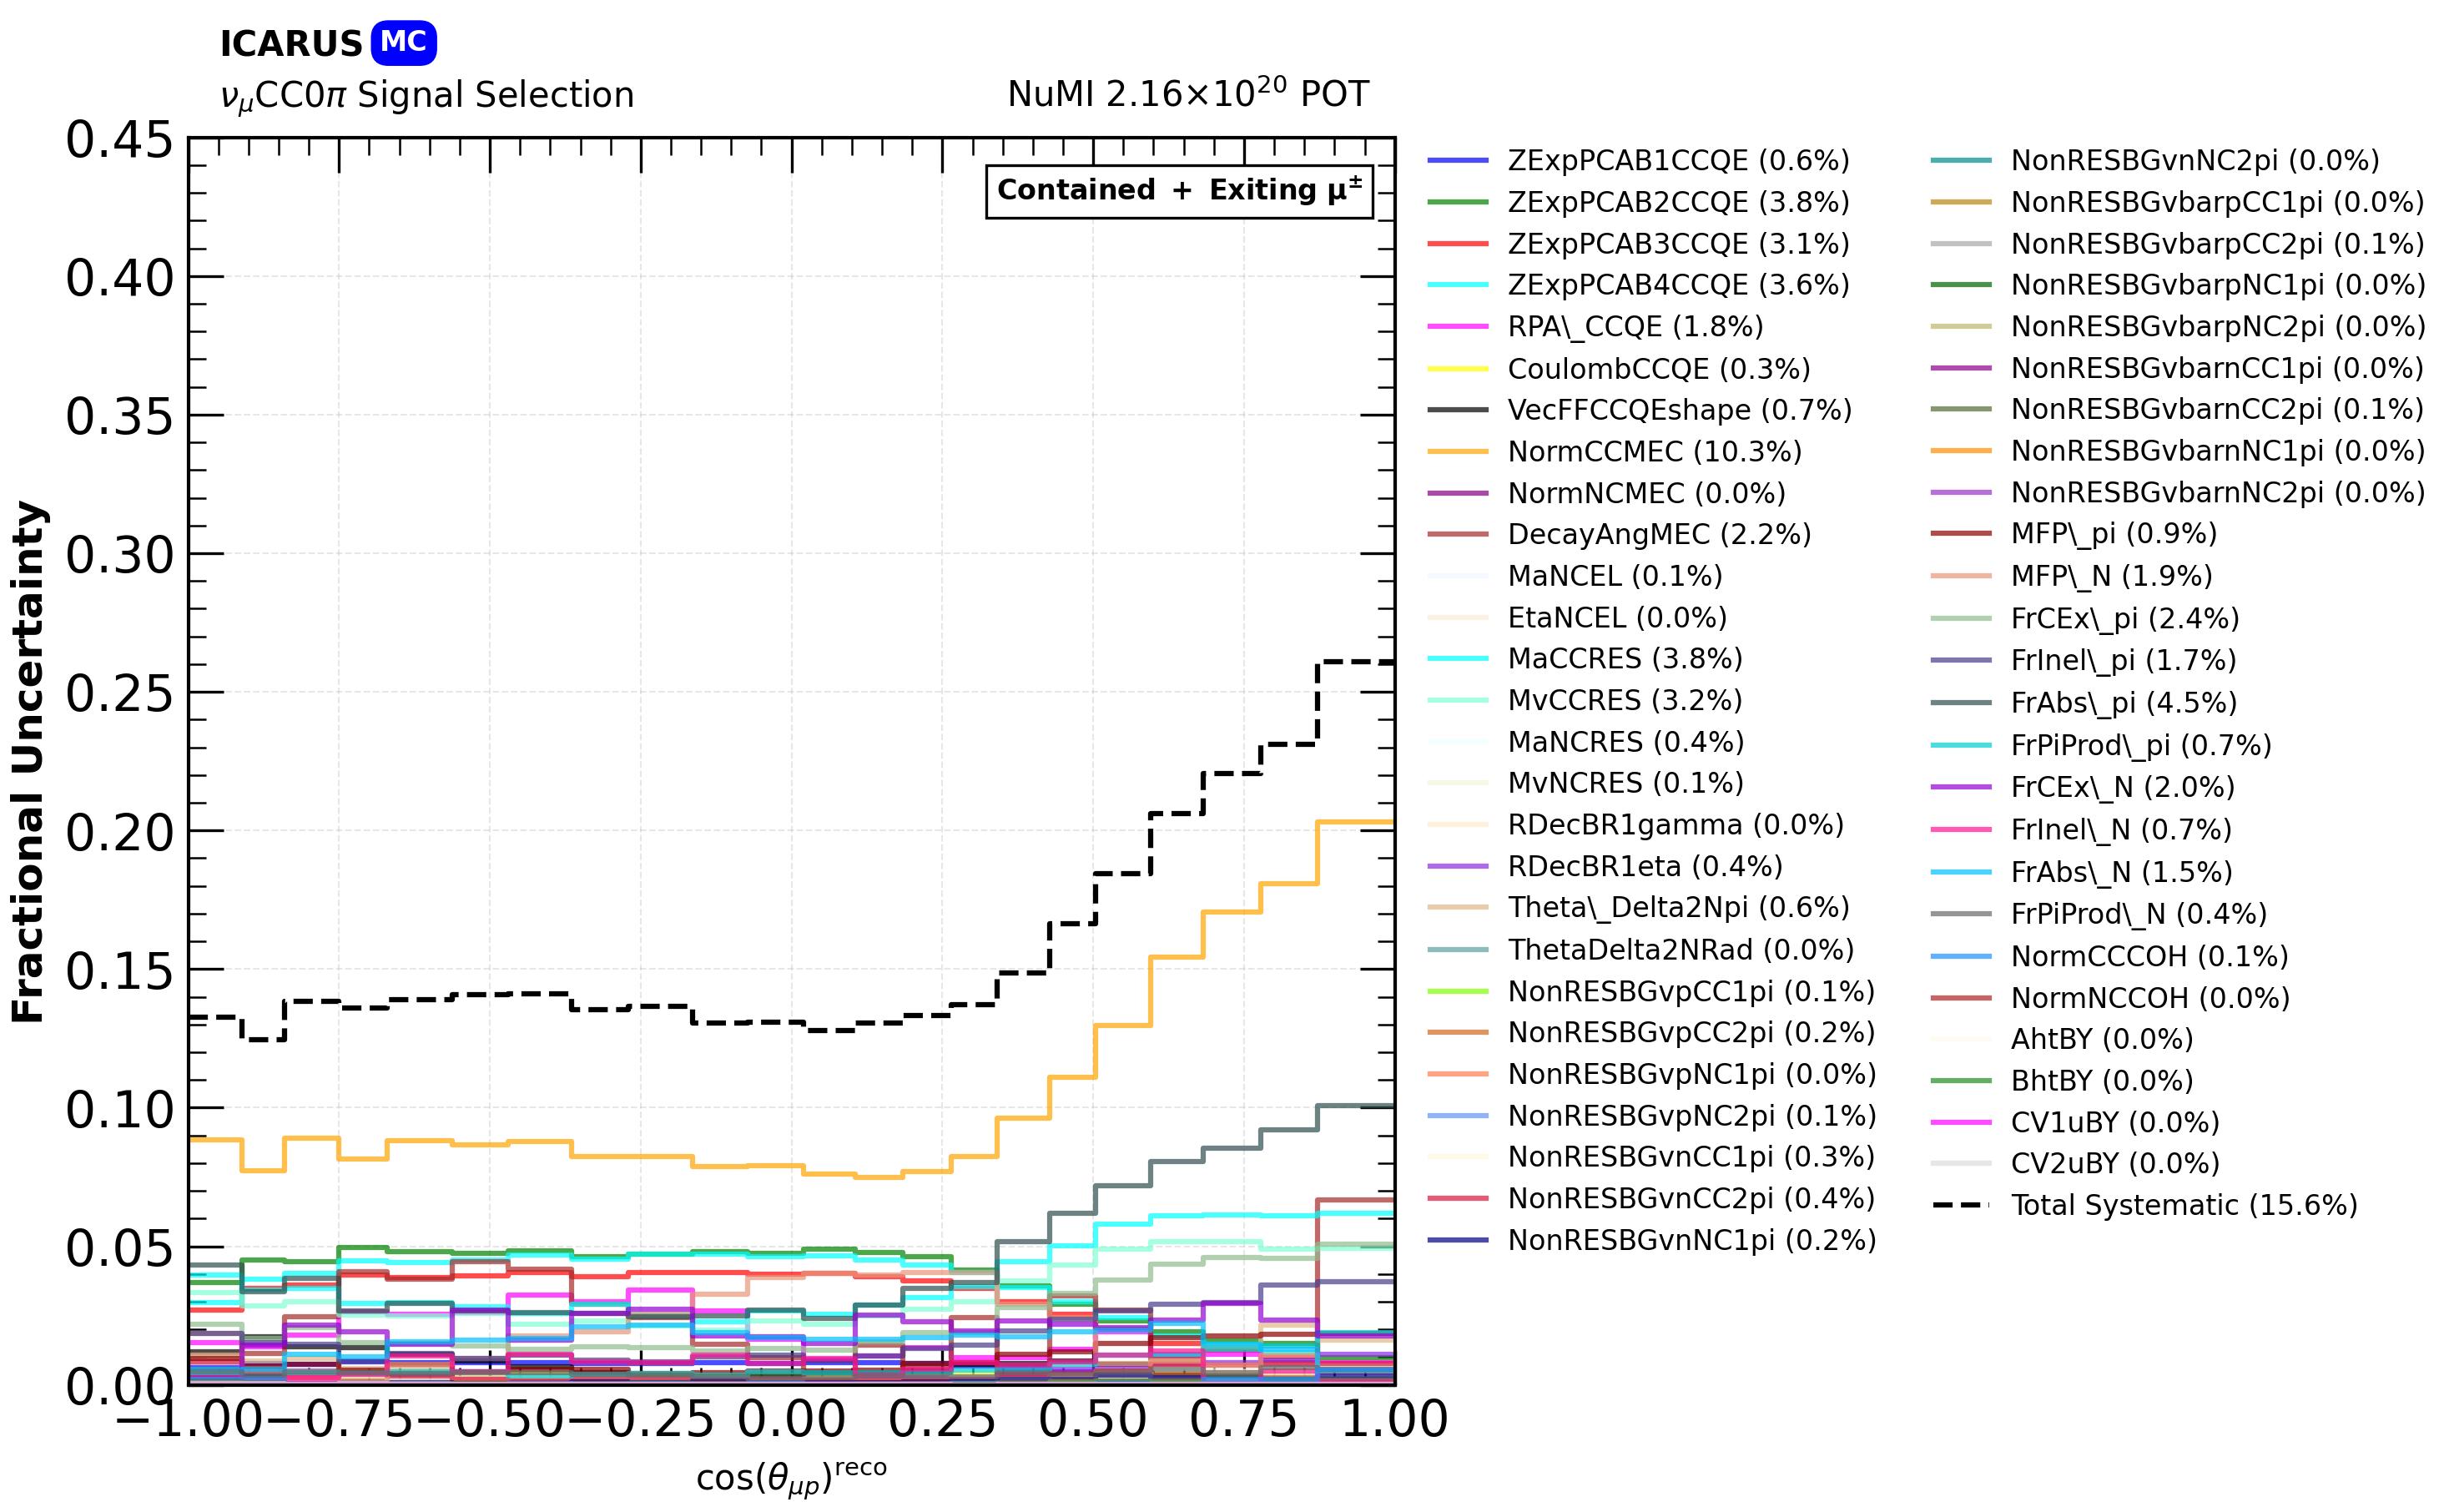 ICARUS MC
νμCC0π Signal Selection
NuMI 2.16×10²⁰ POT
Contained + Exiting μ±
Fractional Uncertainty
0.45
0.40
0.35
0.30
0.25
0.20
0.15
0.10
0.05
0.00
−1.00 −0.75 −0.50 −0.25 0.00 0.25 0.50 0.75 1.00
cos(θμp)reco
ZExpPCAB1CCQE (0.6%)
ZExpPCAB2CCQE (3.8%)
ZExpPCAB3CCQE (3.1%)
ZExpPCAB4CCQE (3.6%)
RPA\_CCQE (1.8%)
CoulombCCQE (0.3%)
VecFFCCQEshape (0.7%)
NormCCMEC (10.3%)
NormNCMEC (0.0%)
DecayAngMEC (2.2%)
MaNCEL (0.1%)
EtaNCEL (0.0%)
MaCCRES (3.8%)
MvCCRES (3.2%)
MaNCRES (0.4%)
MvNCRES (0.1%)
RDecBR1gamma (0.0%)
RDecBR1eta (0.4%)
Theta\_Delta2Npi (0.6%)
ThetaDelta2NRad (0.0%)
NonRESBGvpCC1pi (0.1%)
NonRESBGvpCC2pi (0.2%)
NonRESBGvpNC1pi (0.0%)
NonRESBGvpNC2pi (0.1%)
NonRESBGvnCC1pi (0.3%)
NonRESBGvnCC2pi (0.4%)
NonRESBGvnNC1pi (0.2%)
NonRESBGvnNC2pi (0.0%)
NonRESBGvbarpCC1pi (0.0%)
NonRESBGvbarpCC2pi (0.1%)
NonRESBGvbarpNC1pi (0.0%)
NonRESBGvbarpNC2pi (0.0%)
NonRESBGvbarnCC1pi (0.0%)
NonRESBGvbarnCC2pi (0.1%)
NonRESBGvbarnNC1pi (0.0%)
NonRESBGvbarnNC2pi (0.0%)
MFP\_pi (0.9%)
MFP\_N (1.9%)
FrCEx\_pi (2.4%)
FrInel\_pi (1.7%)
FrAbs\_pi (4.5%)
FrPiProd\_pi (0.7%)
FrCEx\_N (2.0%)
FrInel\_N (0.7%)
FrAbs\_N (1.5%)
FrPiProd\_N (0.4%)
NormCCCOH (0.1%)
NormNCCOH (0.0%)
AhtBY (0.0%)
BhtBY (0.0%)
CV1uBY (0.0%)
CV2uBY (0.0%)
Total Systematic (15.6%)